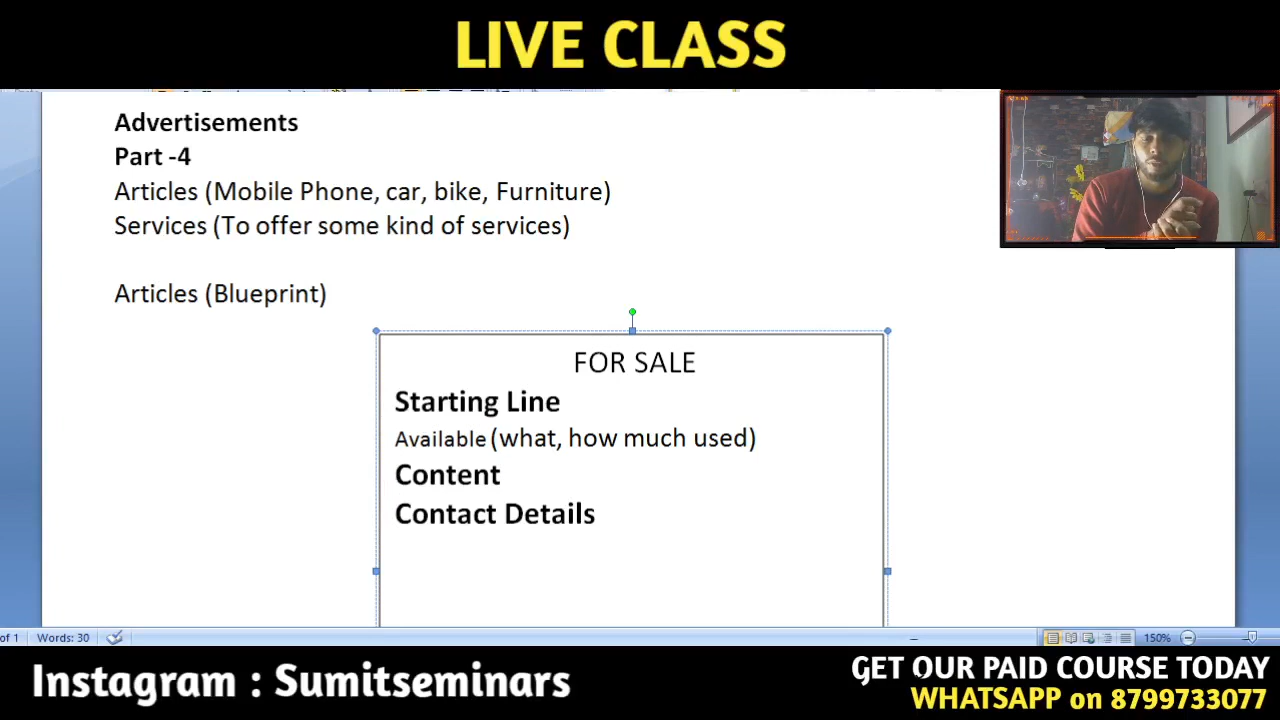 LIVE CLASS
Advertisements
Part -4
Articles (Mobile Phone, car, bike, Furniture)
Services (To offer some kind of services)
Articles (Blueprint)
FOR SALE
Starting Line
Available (what, how much used)
Content
Contact Details
of 1 Words: 30 150%
Instagram : Sumitseminars
GET OUR PAID COURSE TODAY
WHATSAPP on 8799733077